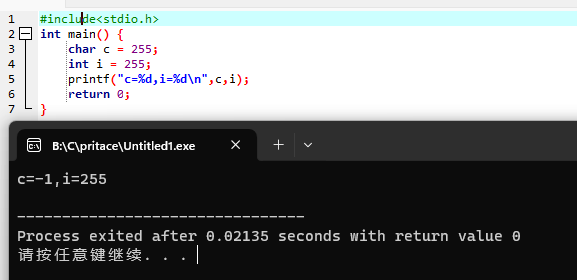 1 #include<stdio.h>
2 int main() {
3 char c = 255;
4 int i = 255;
5 printf("c=%d,i=%d\n",c,i);
6 return 0;
7 }
B:\C\pritace\Untitled1.exe
c=-1,i=255
--------------------------------
Process exited after 0.02135 seconds with return value 0
请按任意键继续. . .